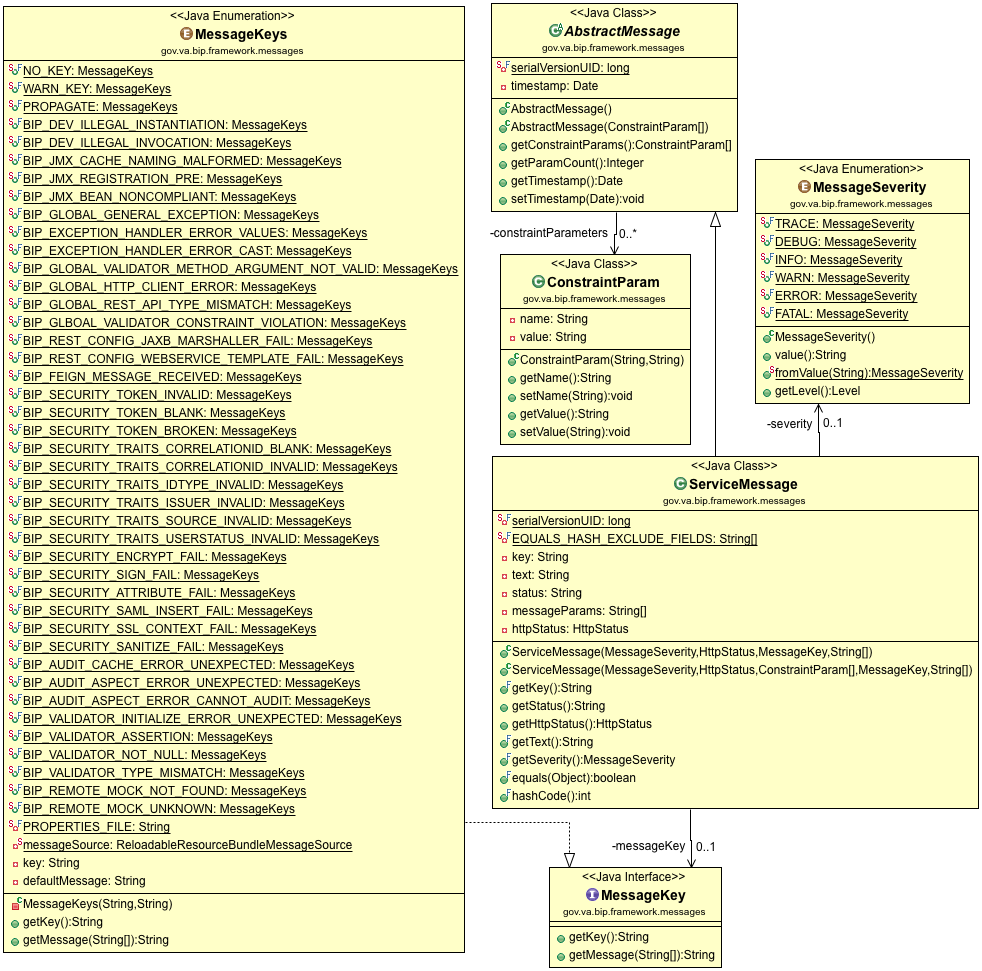 <<Java Enumeration>>
MessageKeys
gov.va.bip.framework.messages
NO_KEY: MessageKeys
WARN_KEY: MessageKeys
PROPAGATE: MessageKeys
BIP_DEV_ILLEGAL_INSTANTIATION: MessageKeys
BIP_DEV_ILLEGAL_INVOCATION: MessageKeys
BIP_JMX_CACHE_NAMING_MALFORMED: MessageKeys
BIP_JMX_REGISTRATION_PRE: MessageKeys
BIP_JMX_BEAN_NONCOMPLIANT: MessageKeys
BIP_GLOBAL_GENERAL_EXCEPTION: MessageKeys
BIP_EXCEPTION_HANDLER_ERROR_VALUES: MessageKeys
BIP_EXCEPTION_HANDLER_ERROR_CAST: MessageKeys
BIP_GLOBAL_VALIDATOR_METHOD_ARGUMENT_NOT_VALID: MessageKeys
BIP_GLOBAL_HTTP_CLIENT_ERROR: MessageKeys
BIP_GLOBAL_REST_API_TYPE_MISMATCH: MessageKeys
BIP_GLBOAL_VALIDATOR_CONSTRAINT_VIOLATION: MessageKeys
BIP_REST_CONFIG_JAXB_MARSHALLER_FAIL: MessageKeys
BIP_REST_CONFIG_WEBSERVICE_TEMPLATE_FAIL: MessageKeys
BIP_FEIGN_MESSAGE_RECEIVED: MessageKeys
BIP_SECURITY_TOKEN_INVALID: MessageKeys
BIP_SECURITY_TOKEN_BLANK: MessageKeys
BIP_SECURITY_TOKEN_BROKEN: MessageKeys
BIP_SECURITY_TRAITS_CORRELATIONID_BLANK: MessageKeys
BIP_SECURITY_TRAITS_CORRELATIONID_INVALID: MessageKeys
BIP_SECURITY_TRAITS_IDTYPE_INVALID: MessageKeys
BIP_SECURITY_TRAITS_ISSUER_INVALID: MessageKeys
BIP_SECURITY_TRAITS_SOURCE_INVALID: MessageKeys
BIP_SECURITY_TRAITS_USERSTATUS_INVALID: MessageKeys
BIP_SECURITY_ENCRYPT_FAIL: MessageKeys
BIP_SECURITY_SIGN_FAIL: MessageKeys
BIP_SECURITY_ATTRIBUTE_FAIL: MessageKeys
BIP_SECURITY_SAML_INSERT_FAIL: MessageKeys
BIP_SECURITY_SSL_CONTEXT_FAIL: MessageKeys
BIP_SECURITY_SANITIZE_FAIL: MessageKeys
BIP_AUDIT_CACHE_ERROR_UNEXPECTED: MessageKeys
BIP_AUDIT_ASPECT_ERROR_UNEXPECTED: MessageKeys
BIP_AUDIT_ASPECT_ERROR_CANNOT_AUDIT: MessageKeys
BIP_VALIDATOR_INITIALIZE_ERROR_UNEXPECTED: MessageKeys
BIP_VALIDATOR_ASSERTION: MessageKeys
BIP_VALIDATOR_NOT_NULL: MessageKeys
BIP_VALIDATOR_TYPE_MISMATCH: MessageKeys
BIP_REMOTE_MOCK_NOT_FOUND: MessageKeys
BIP_REMOTE_MOCK_UNKNOWN: MessageKeys
PROPERTIES_FILE: String
messageSource: ReloadableResourceBundleMessageSource
key: String
defaultMessage: String
MessageKeys(String,String)
getKey():String
getMessage(String[]):String
<<Java Class>>
AbstractMessage
gov.va.bip.framework.messages
serialVersionUID: long
timestamp: Date
AbstractMessage()
AbstractMessage(ConstraintParam[])
getConstraintParams():ConstraintParam[]
getParamCount():Integer
getTimestamp():Date
setTimestamp(Date):void
-constraintParameters 0..*
<<Java Class>>
ConstraintParam
gov.va.bip.framework.messages
name: String
value: String
ConstraintParam(String,String)
getName():String
setName(String):void
getValue():String
setValue(String):void
<<Java Enumeration>>
MessageSeverity
gov.va.bip.framework.messages
TRACE: MessageSeverity
DEBUG: MessageSeverity
INFO: MessageSeverity
WARN: MessageSeverity
ERROR: MessageSeverity
FATAL: MessageSeverity
MessageSeverity()
value():String
fromValue(String):MessageSeverity
getLevel():Level
-severity 0..1
<<Java Class>>
ServiceMessage
gov.va.bip.framework.messages
serialVersionUID: long
EQUALS_HASH_EXCLUDE_FIELDS: String[]
key: String
text: String
status: String
messageParams: String[]
httpStatus: HttpStatus
ServiceMessage(MessageSeverity,HttpStatus,MessageKey,String[])
ServiceMessage(MessageSeverity,HttpStatus,ConstraintParam[],MessageKey,String[])
getKey():String
getStatus():String
getHttpStatus():HttpStatus
getText():String
getSeverity():MessageSeverity
equals(Object):boolean
hashCode():int
-messageKey 0..1
<<Java Interface>>
MessageKey
gov.va.bip.framework.messages
getKey():String
getMessage(String[]):String